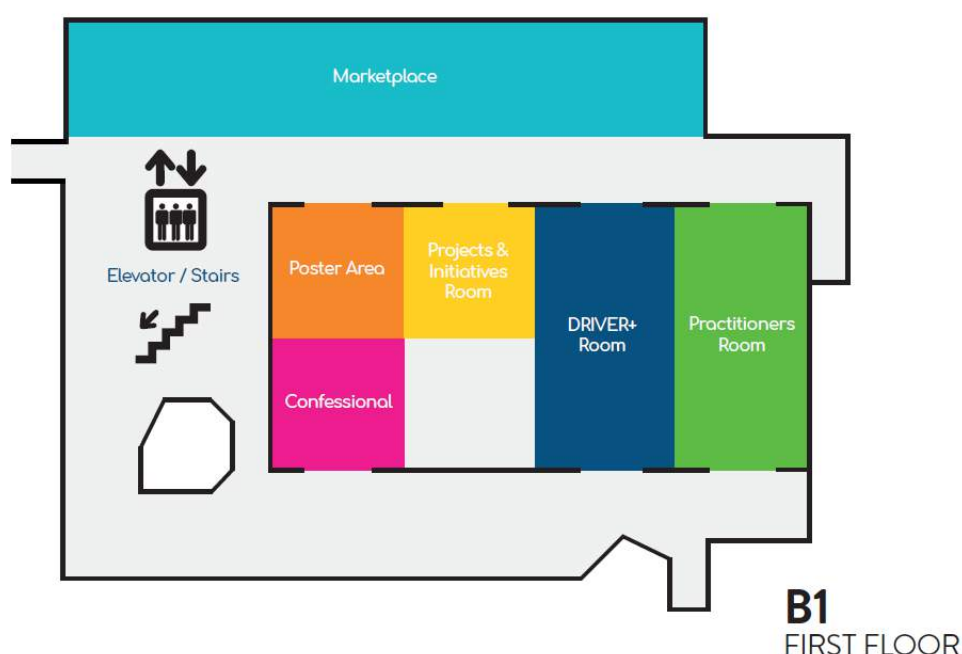 Marketplace
Elevator / Stairs
Poster Area
Projects &
Initiatives
Room
DRIVER+
Room
Practitioners
Room
Confessional
B1
FIRST FLOOR